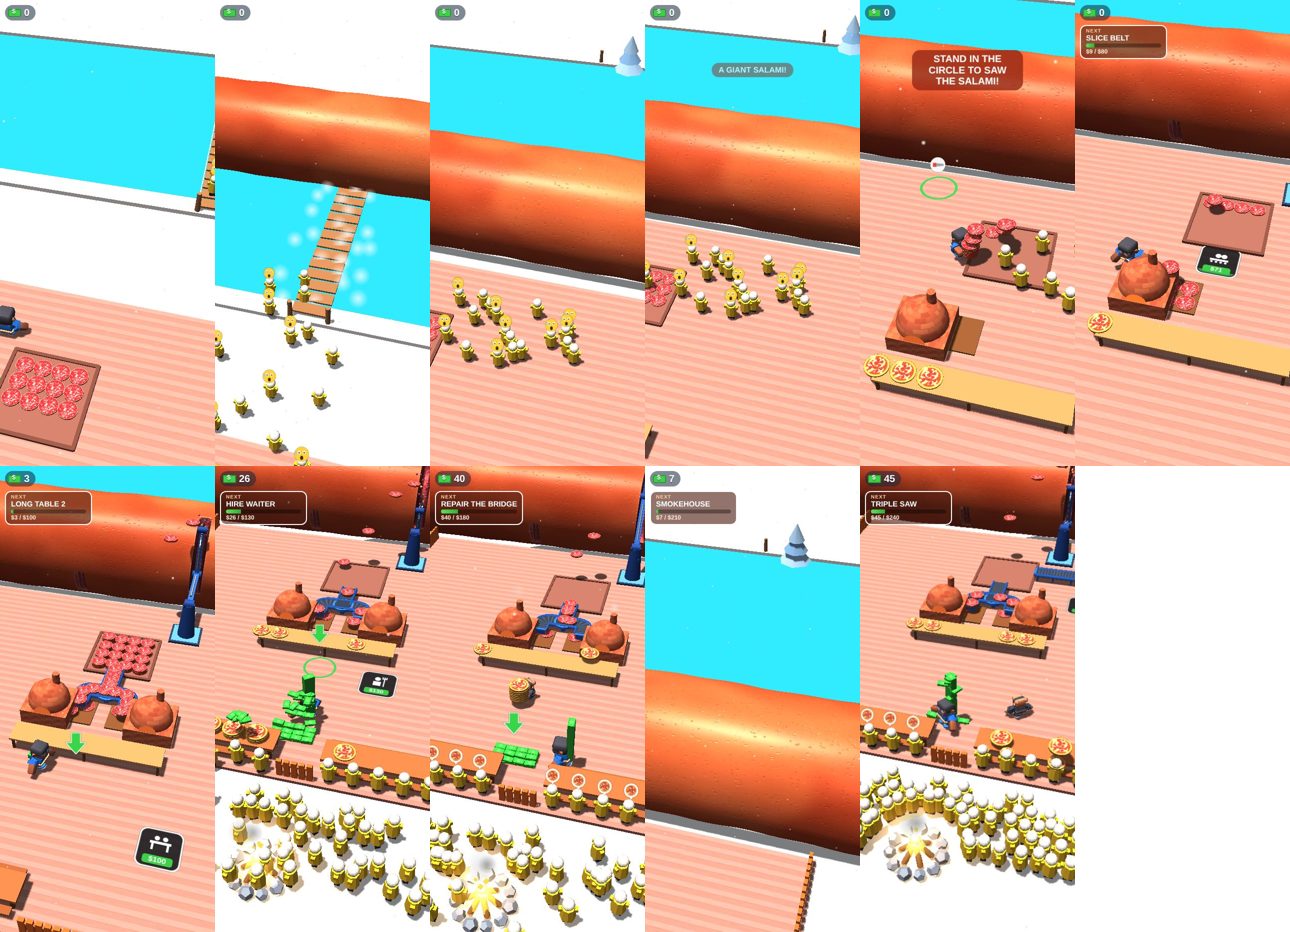 0
0
0
0
A GIANT SALAMI!
0
STAND IN THE
CIRCLE TO SAW
THE SALAMI!
0
NEXT
SLICE BELT
$9 / $80
$71
3
NEXT
LONG TABLE 2
$3 / $100
$100
26
NEXT
HIRE WAITER
$26 / $130
$130
40
NEXT
REPAIR THE BRIDGE
$40 / $180
7
NEXT
SMOKEHOUSE
$7 / $210
45
NEXT
TRIPLE SAW
$45 / $240